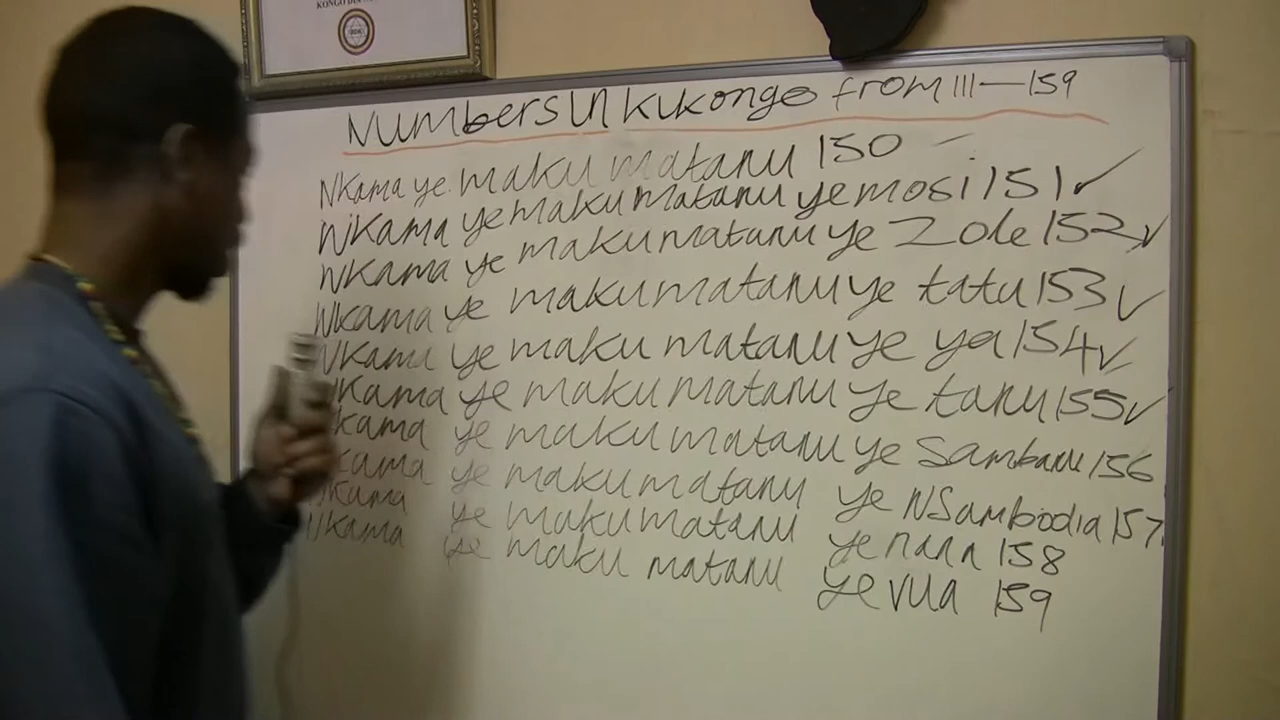 KONGO
NUMBERS IN KIKONGO from 111—159
NKama ye maku matanu 150
NKama ye maku matanu ye mosi 151 ✓
NKama ye maku matanu ye Zole 152 ✓
NKama ye maku matanu ye tatu 153 ✓
NKama ye maku matanu ye ya 154 ✓
NKama ye maku matanu ye tanu 155 ✓
Kama ye maku matanu ye Sambanu 156
Kama ye maku matanu ye NSambodia 157
NKama ye maku matanu ye nana 158
NKama ye maku matanu ye vua 159